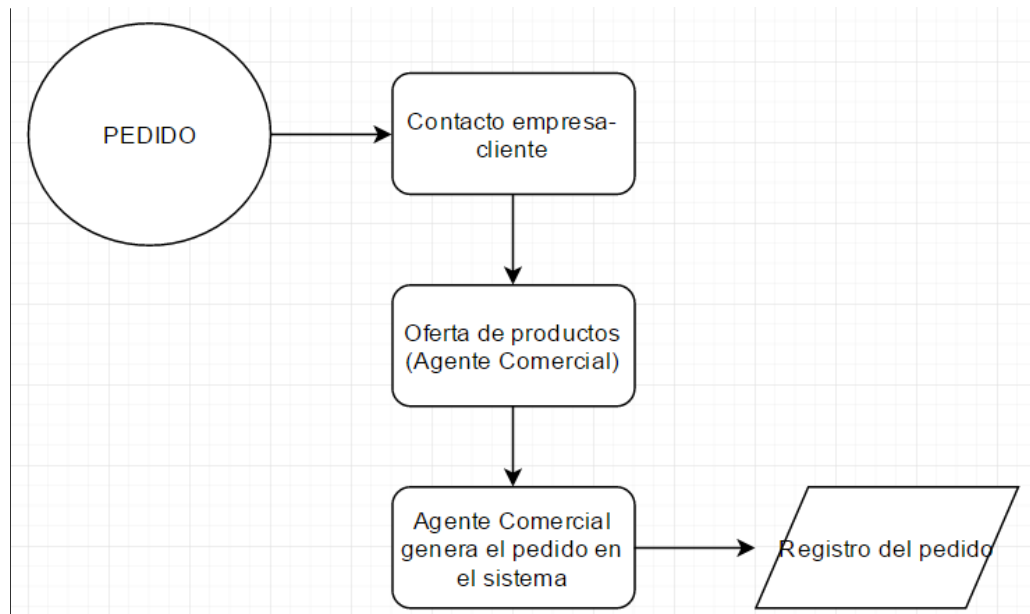 PEDIDO
Contacto empresa-
cliente
Oferta de productos
(Agente Comercial)
Agente Comercial
genera el pedido en
el sistema
Registro del pedido